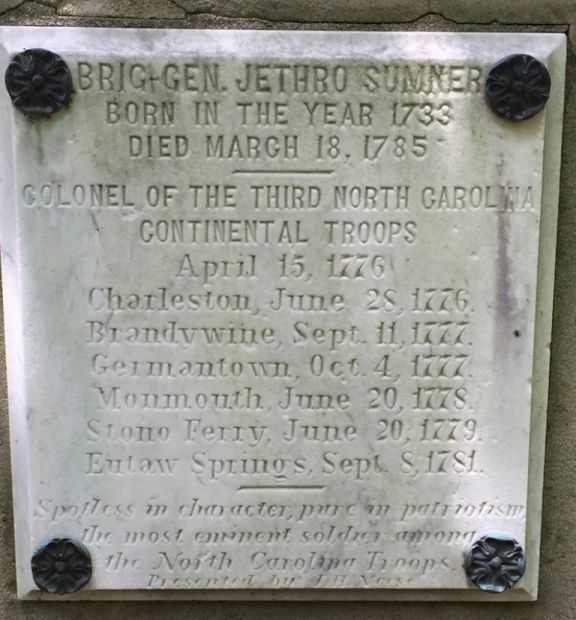 BRIG-GEN. JETHRO SUMNER
BORN IN THE YEAR 1733
DIED MARCH 18, 1785
COLONEL OF THE THIRD NORTH CAROLINA
CONTINENTAL TROOPS
April 15, 1776
Charleston, June 28, 1776.
Brandywine, Sept. 11, 1777.
Germantown, Oct. 4, 1777.
Monmouth, June 20, 1778.
Stono Ferry, June 20, 1779.
Eutaw Springs, Sept. 8, 1781.
Spotless in character, pure in patriotism,
the most eminent soldier among
the North Carolina Troops.
Presented by